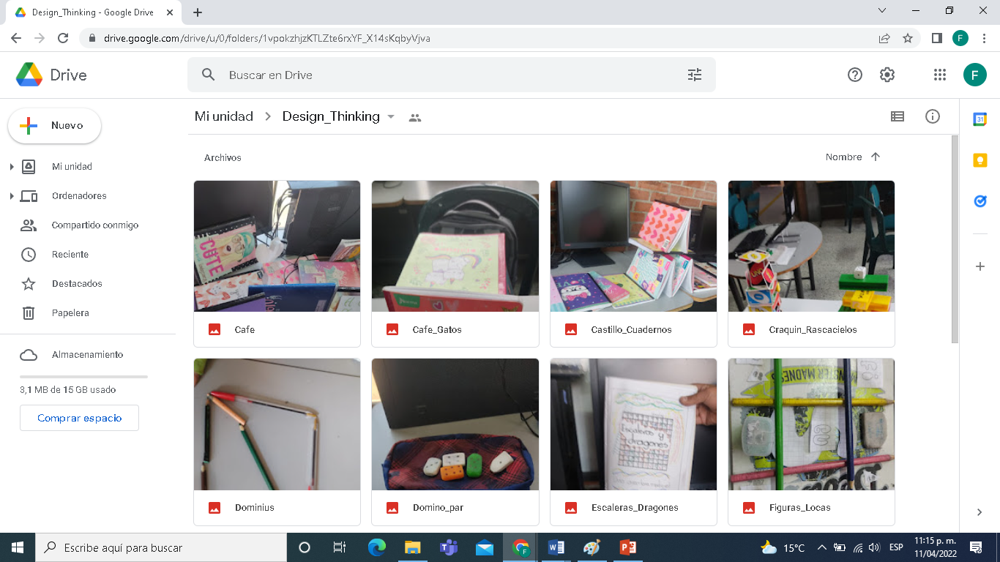 Design_Thinking - Google Drive
drive.google.com/drive/u/0/folders/1vpokzhjzKTLZte6rxYF_X14sKqbyVjva
F
Drive
Buscar en Drive
F
Nuevo
Mi unidad
Ordenadores
Compartido conmigo
Reciente
Destacados
Papelera
Almacenamiento
3,1 MB de 15 GB usado
Comprar espacio
Mi unidad
Design_Thinking
Archivos
Nombre
CUTE
UNO
Cafe
Cafe_Gatos
Castillo_Cuadernos
Craquin_Rascacielos
Escaleras y
dragones
MONSTER MADNESS
Dominius
Domino_par
Escaleras_Dragones
Figuras_Locas
31
Escribe aquí para buscar
F
15°C
ESP
11:15 p. m.
11/04/2022